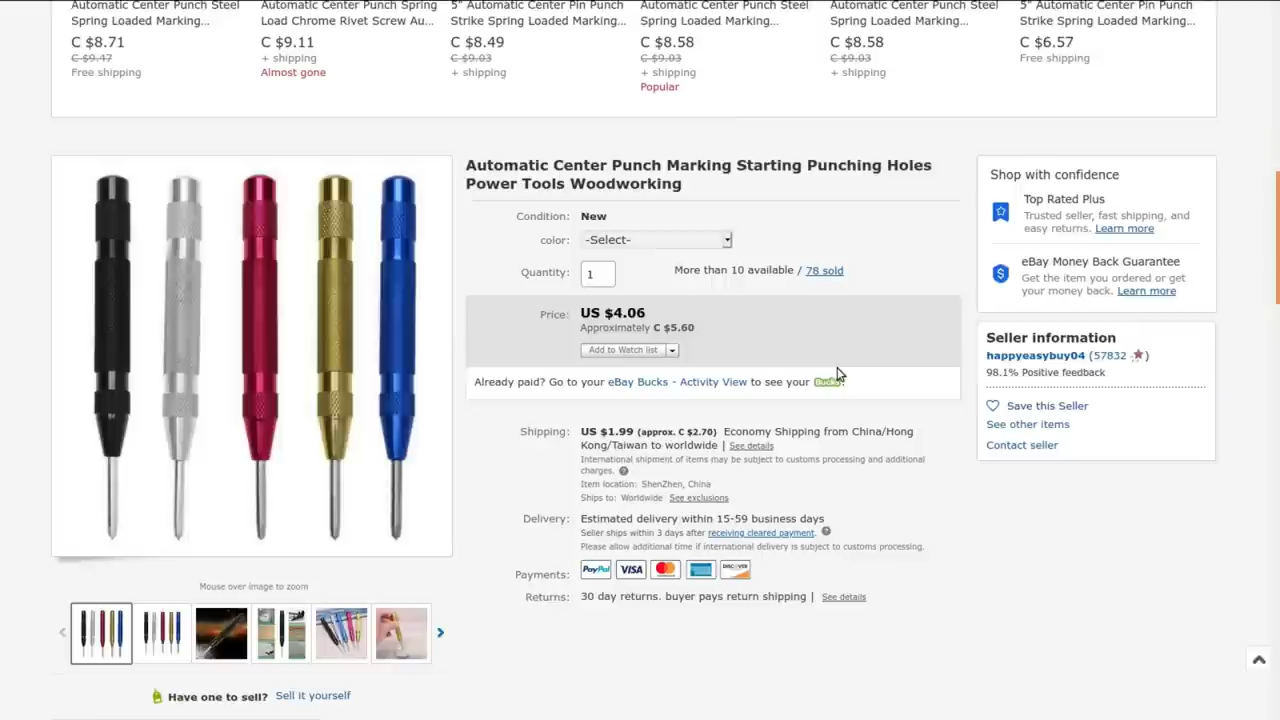 Automatic Center Punch Steel
Spring Loaded Marking...
C $8.71
C $9.47
Free shipping
Automatic Center Punch Spring
Load Chrome Rivet Screw Au...
C $9.11
+ shipping
Almost gone
5" Automatic Center Pin Punch
Strike Spring Loaded Marking...
C $8.49
C $9.03
+ shipping
Automatic Center Punch Steel
Spring Loaded Marking...
C $8.58
C $9.03
+ shipping
Popular
Automatic Center Punch Steel
Spring Loaded Marking...
C $8.58
C $9.03
+ shipping
5" Automatic Center Pin Punch
Strike Spring Loaded Marking...
C $6.57
Free shipping
Automatic Center Punch Marking Starting Punching Holes
Power Tools Woodworking
Condition: New
color: -Select-
Quantity: 1 More than 10 available / 78 sold
Price: US $4.06
Approximately C $5.60
Add to Watch list
Already paid? Go to your eBay Bucks - Activity View to see your Bucks.
Shipping: US $1.99 (approx. C $2.70) Economy Shipping from China/Hong
Kong/Taiwan to worldwide | See details
International shipment of items may be subject to customs processing and additional
charges. ?
Item location: ShenZhen, China
Ships to: Worldwide See exclusions
Delivery: Estimated delivery within 15-59 business days
Seller ships within 3 days after receiving cleared payment. ?
Please allow additional time if international delivery is subject to customs processing.
Payments: PayPal VISA MasterCard DISCOVER
Returns: 30 day returns. buyer pays return shipping | See details
Shop with confidence
Top Rated Plus
Trusted seller, fast shipping, and
easy returns. Learn more
eBay Money Back Guarantee
Get the item you ordered or get
your money back. Learn more
Seller information
happyeasybuy04 (57832)
98.1% Positive feedback
Save this Seller
See other items
Contact seller
Mouse over image to zoom
Have one to sell? Sell it yourself